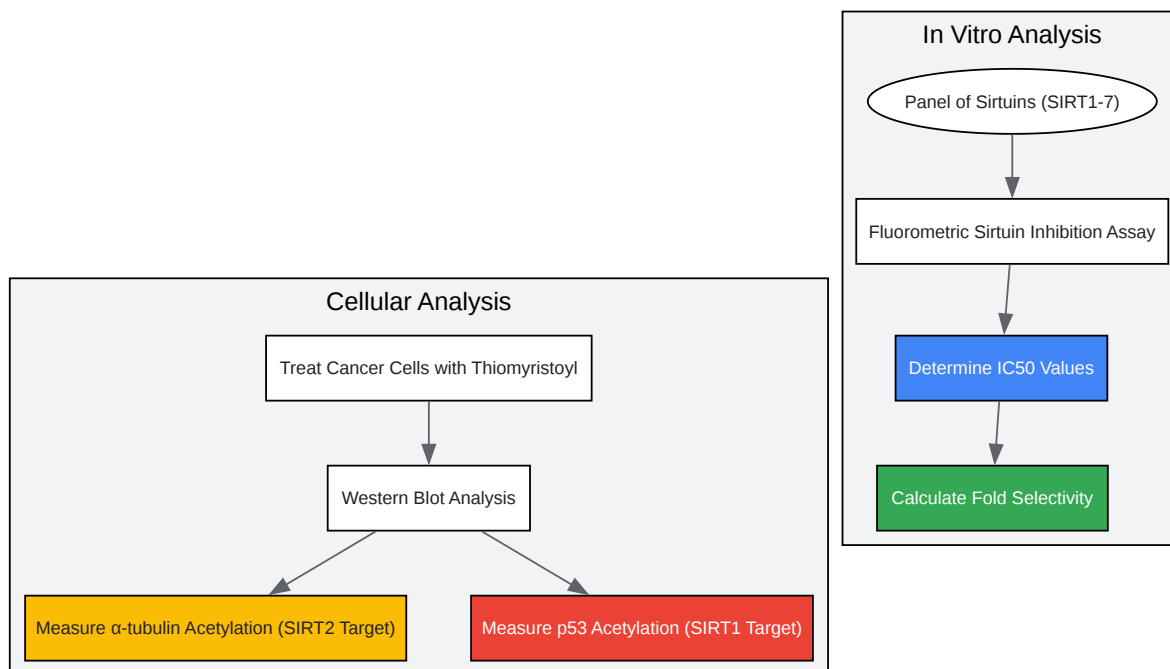 In Vitro Analysis
Panel of Sirtuins (SIRT1-7)
Fluorometric Sirtuin Inhibition Assay
Determine IC50 Values
Calculate Fold Selectivity
Cellular Analysis
Treat Cancer Cells with Thiomyristoyl
Western Blot Analysis
Measure α-tubulin Acetylation (SIRT2 Target)
Measure p53 Acetylation (SIRT1 Target)